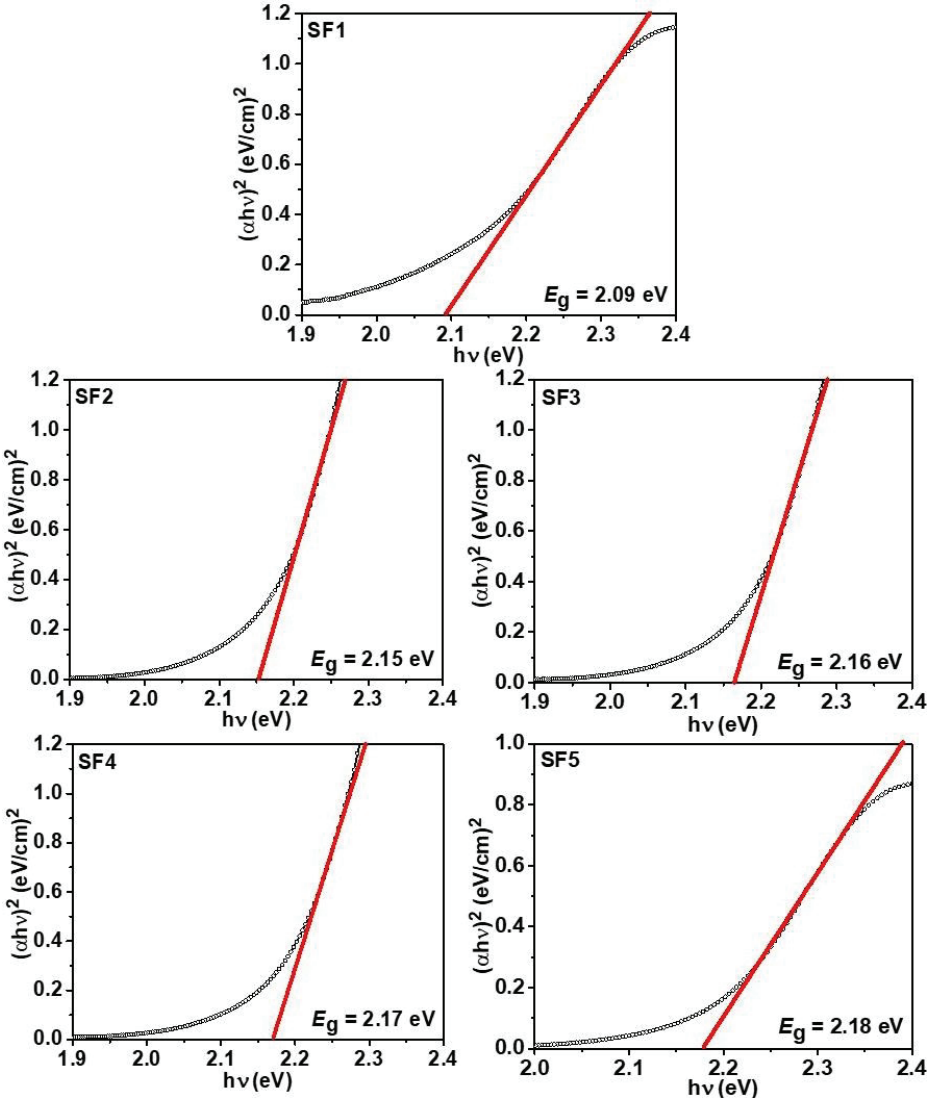 SF1
(αhν)² (eV/cm)²
1.2
1.0
0.8
0.6
0.4
0.2
0.0
E_g = 2.09 eV
1.9 2.0 2.1 2.2 2.3 2.4
hν (eV)
SF2
(αhν)² (eV/cm)²
1.2
1.0
0.8
0.6
0.4
0.2
0.0
E_g = 2.15 eV
1.9 2.0 2.1 2.2 2.3 2.4
hν (eV)
SF3
(αhν)² (eV/cm)²
1.2
1.0
0.8
0.6
0.4
0.2
0.0
E_g = 2.16 eV
1.9 2.0 2.1 2.2 2.3 2.4
hν (eV)
SF4
(αhν)² (eV/cm)²
1.2
1.0
0.8
0.6
0.4
0.2
0.0
E_g = 2.17 eV
1.9 2.0 2.1 2.2 2.3 2.4
hν (eV)
SF5
(αhν)² (eV/cm)²
1.0
0.8
0.6
0.4
0.2
0.0
E_g = 2.18 eV
2.0 2.1 2.2 2.3 2.4
hν (eV)